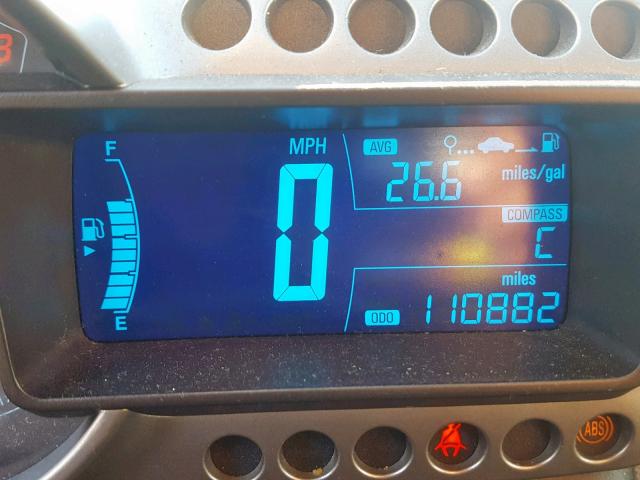 F
MPH
AVG
26.6 miles/gal
0
COMPASS
C
miles
ODO 110882
E
ABS